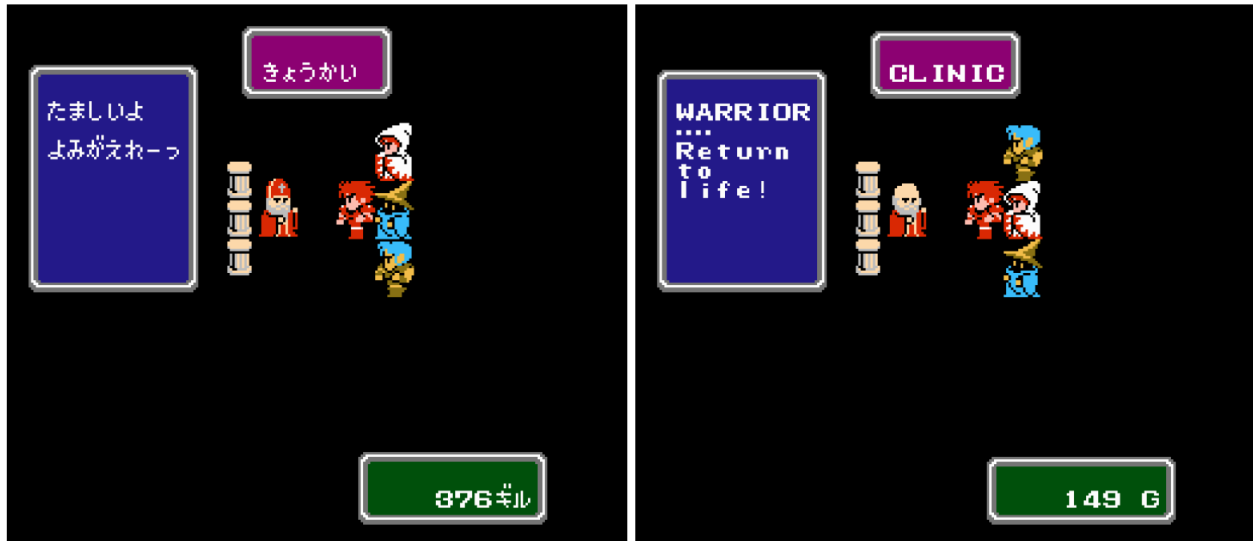 きょうかい
たましいよ
よみがえれーっ
376ギル
CLINIC
WARRIOR
....
Return
to
life!
149 G